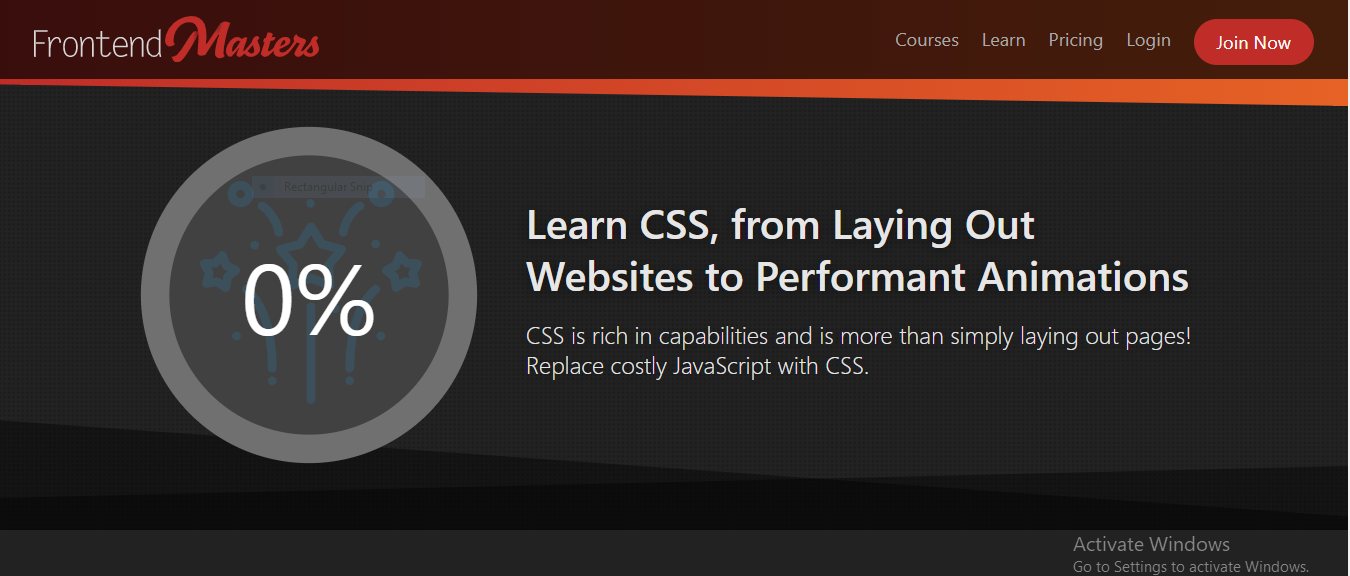 Frontend Masters
Courses Learn Pricing Login Join Now
Rectangular Snip
0%
Learn CSS, from Laying Out
Websites to Performant Animations
CSS is rich in capabilities and is more than simply laying out pages!
Replace costly JavaScript with CSS.
Activate Windows
Go to Settings to activate Windows.